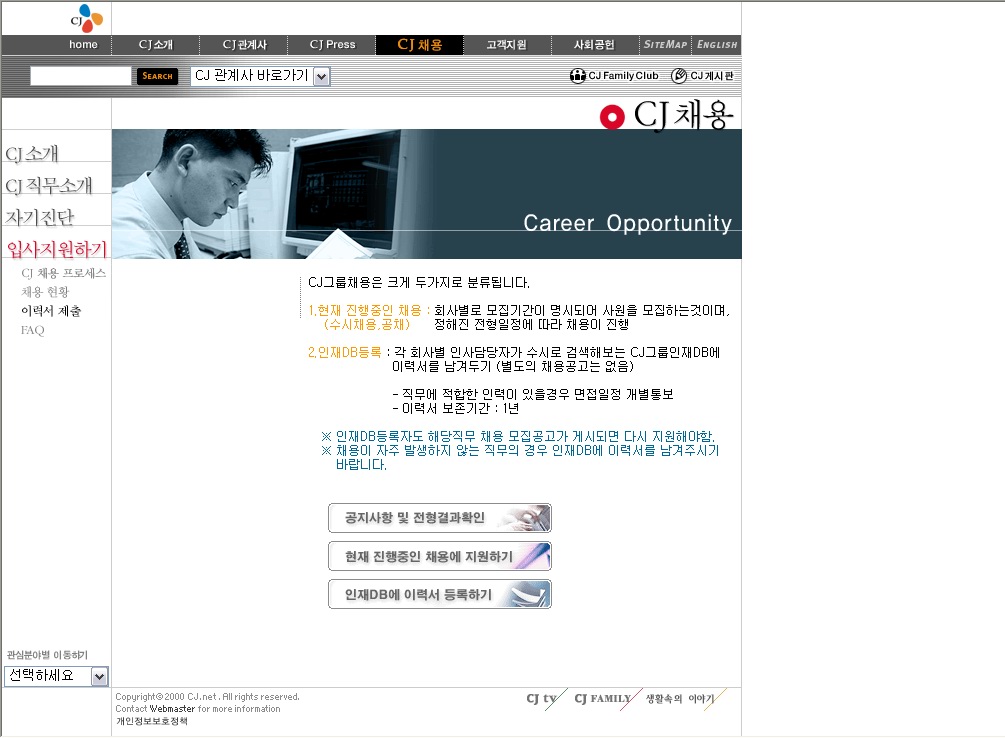 CJ
home CJ소개 CJ관계사 CJ Press CJ 채용 고객지원 사회공헌 SITEMAP ENGLISH
SEARCH CJ 관계사 바로가기 CJ Family Club CJ 게시판
CJ 채용
CJ소개
CJ직무소개
자기진단
입사지원하기
CJ 채용 프로세스
채용 현황
이력서 제출
FAQ
Career Opportunity
CJ그룹채용은 크게 두가지로 분류됩니다.
1.현재 진행중인 채용 : 회사별로 모집기간이 명시되어 사원을 모집하는것이며,
(수시채용,공채) 정해진 전형일정에 따라 채용이 진행
2.인재DB등록 : 각 회사별 인사담당자가 수시로 검색해보는 CJ그룹인재DB에
이력서를 남겨두기 (별도의 채용공고는 없음)
- 직무에 적합한 인력이 있을경우 면접일정 개별통보
- 이력서 보존기간 : 1년
※ 인재DB등록자도 해당직무 채용 모집공고가 게시되면 다시 지원해야함.
※ 채용이 자주 발생하지 않는 직무의 경우 인재DB에 이력서를 남겨주시기
바랍니다.
공지사항 및 전형결과확인
현재 진행중인 채용에 지원하기
인재DB에 이력서 등록하기
관심분야별 이동하기
선택하세요
Copyright© 2000 CJ.net. All rights reserved.
Contact Webmaster for more information
개인정보보호정책
CJ tv CJ FAMILY 생활속의 이야기